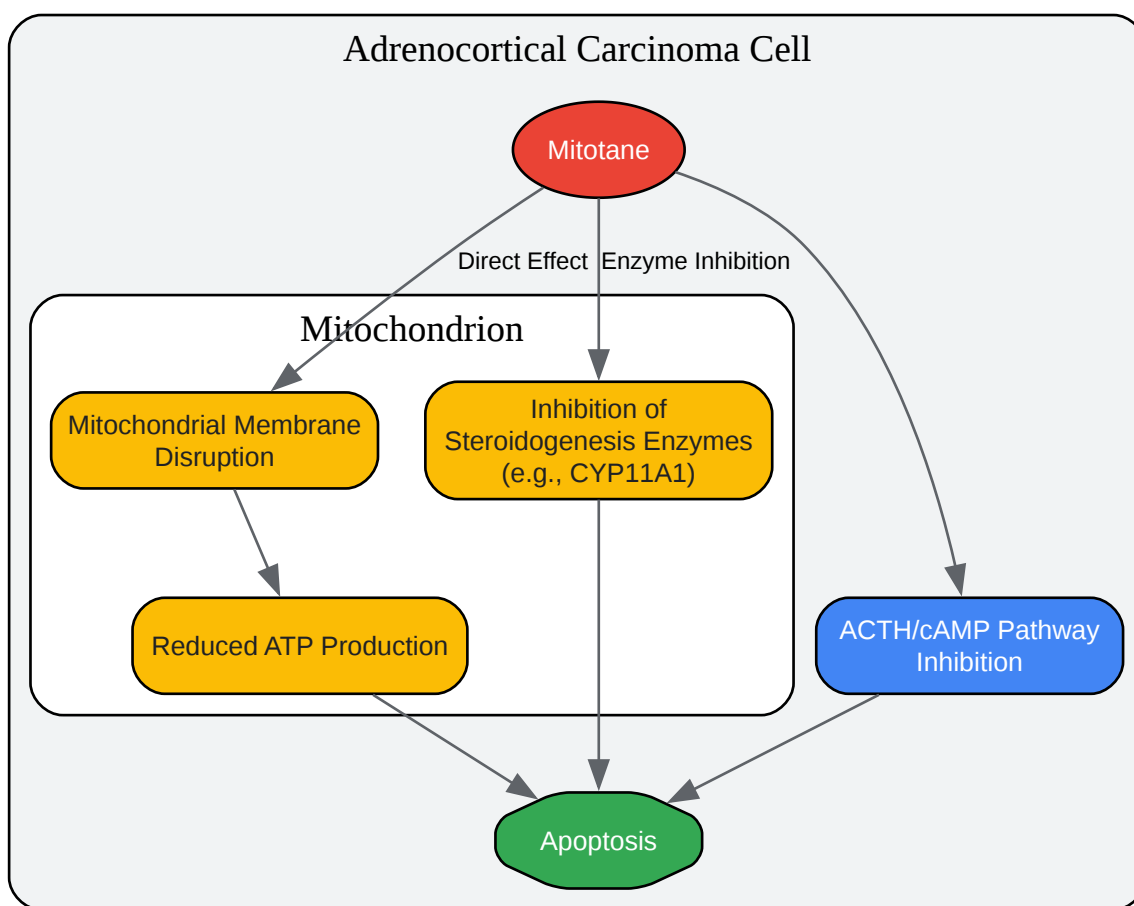 Adrenocortical Carcinoma Cell
Mitotane
Direct Effect
Enzyme Inhibition
Mitochondrion
Mitochondrial Membrane
Disruption
Inhibition of
Steroidogenesis Enzymes
(e.g., CYP11A1)
Reduced ATP Production
ACTH/cAMP Pathway
Inhibition
Apoptosis